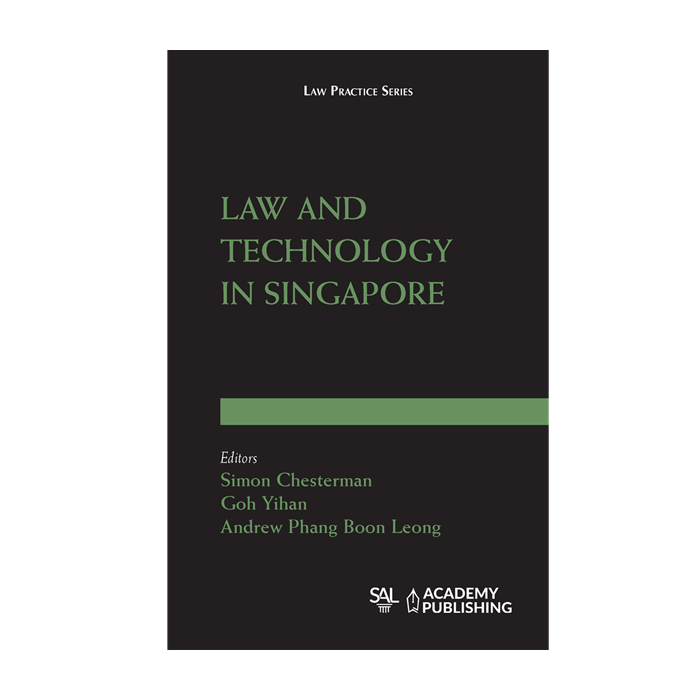 Law Practice Series
LAW AND
TECHNOLOGY
IN SINGAPORE
Editors
Simon Chesterman
Goh Yihan
Andrew Phang Boon Leong
SAL
ACADEMY
PUBLISHING